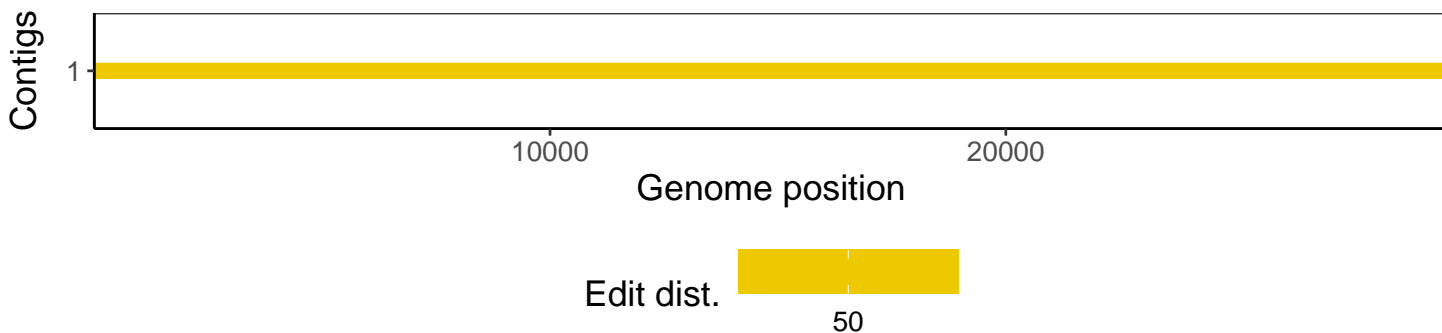 Contigs
1
10000
20000
Genome position
Edit dist.
50